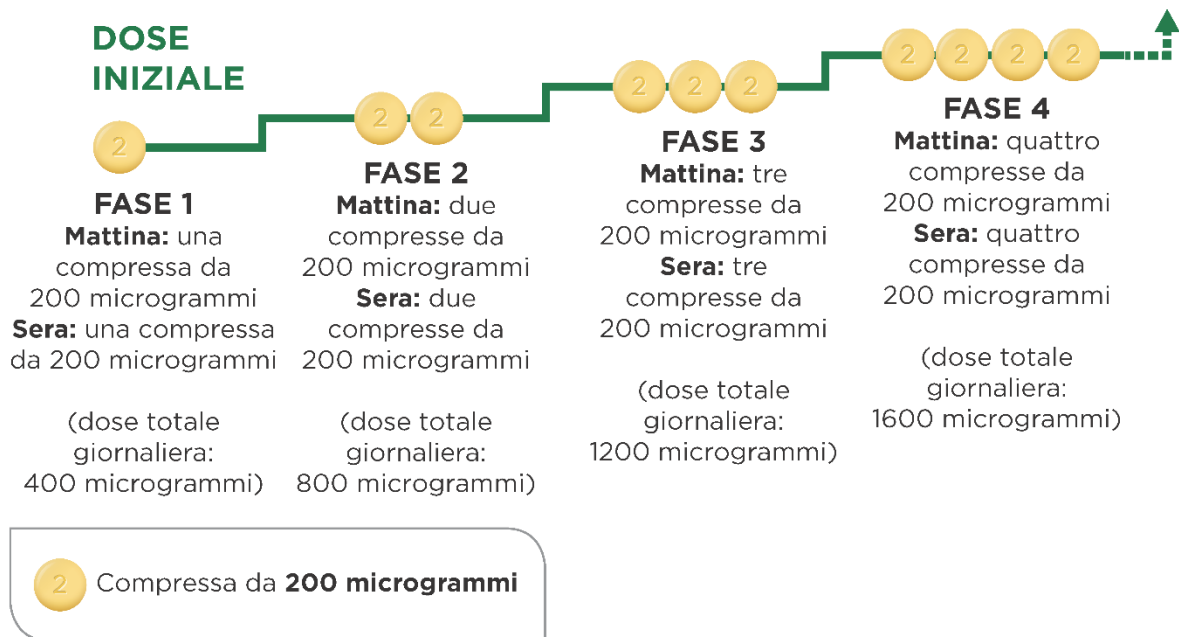 DOSE
INIZIALE
2
FASE 1
Mattina: una
compressa da
200 microgrammi
Sera: una compressa
da 200 microgrammi
(dose totale
giornaliera:
400 microgrammi)
2 2
FASE 2
Mattina: due
compresse da
200 microgrammi
Sera: due
compresse da
200 microgrammi
(dose totale
giornaliera:
800 microgrammi)
2 2 2
FASE 3
Mattina: tre
compresse da
200 microgrammi
Sera: tre
compresse da
200 microgrammi
(dose totale
giornaliera:
1200 microgrammi)
2 2 2 2
FASE 4
Mattina: quattro
compresse da
200 microgrammi
Sera: quattro
compresse da
200 microgrammi
(dose totale
giornaliera:
1600 microgrammi)
2 Compressa da 200 microgrammi